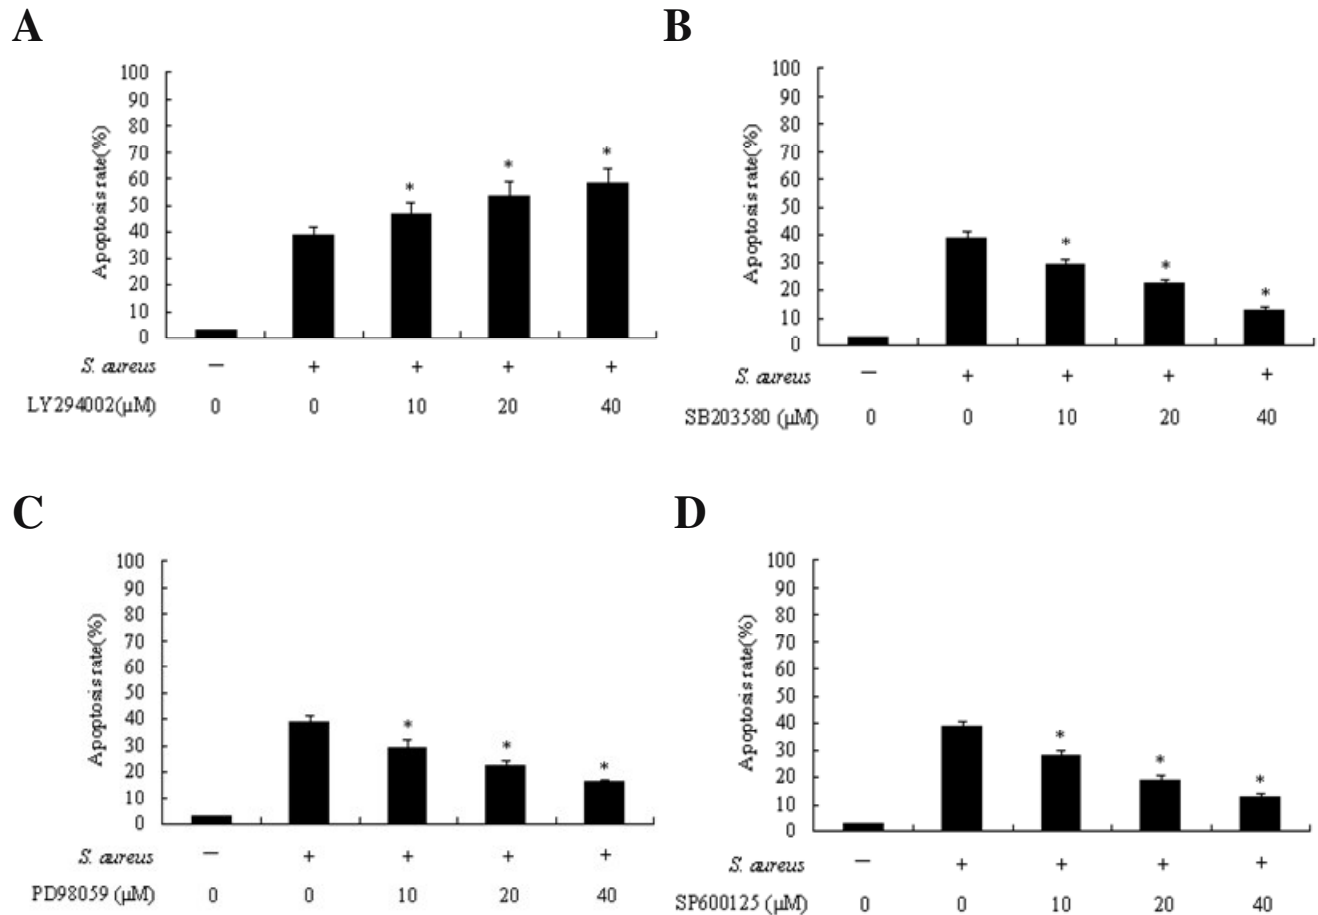 A
Apoptosis rate(%)
100
90
80
70
60
50
40
30
20
10
0
* * *
S. aureus — + + + +
LY294002(μM) 0 0 10 20 40
B
Apoptosis rate(%)
100
90
80
70
60
50
40
30
20
10
0
* * *
S. aureus — + + + +
SB203580 (μM) 0 0 10 20 40
C
Apoptosis rate(%)
100
90
80
70
60
50
40
30
20
10
0
* * *
S. aureus — + + + +
PD98059 (μM) 0 0 10 20 40
D
Apoptosis rate(%)
100
90
80
70
60
50
40
30
20
10
0
* * *
S. aureus — + + + +
SP600125 (μM) 0 0 10 20 40